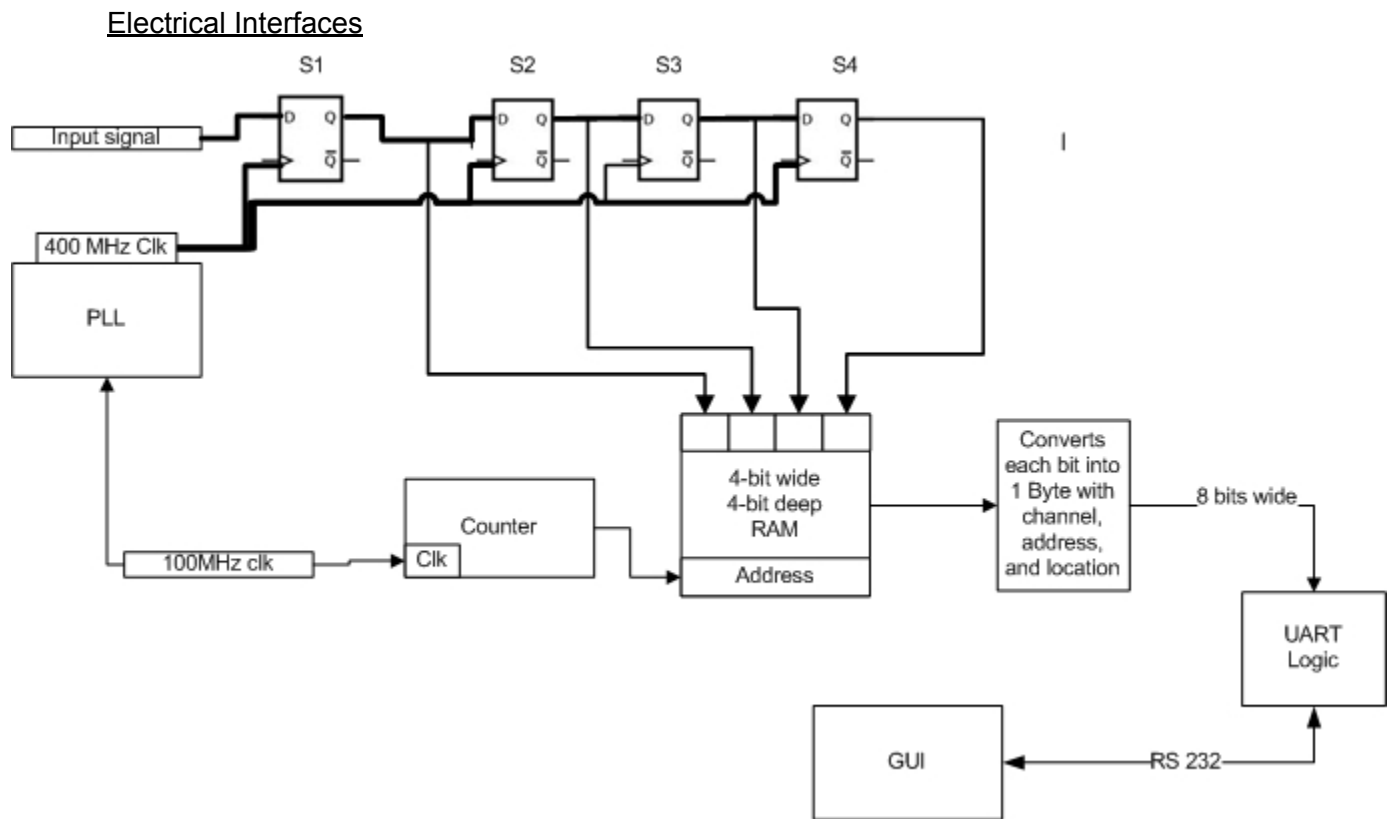 Electrical Interfaces
S1
S2
S3
S4
D Q
Q
D Q
Q
D Q
Q
D Q
Q
Input signal
|
400 MHz Clk
PLL
100MHz clk
Counter
Clk
4-bit wide
4-bit deep
RAM
Address
Converts
each bit into
1 Byte with
channel,
address,
and location
8 bits wide
UART
Logic
GUI
RS 232